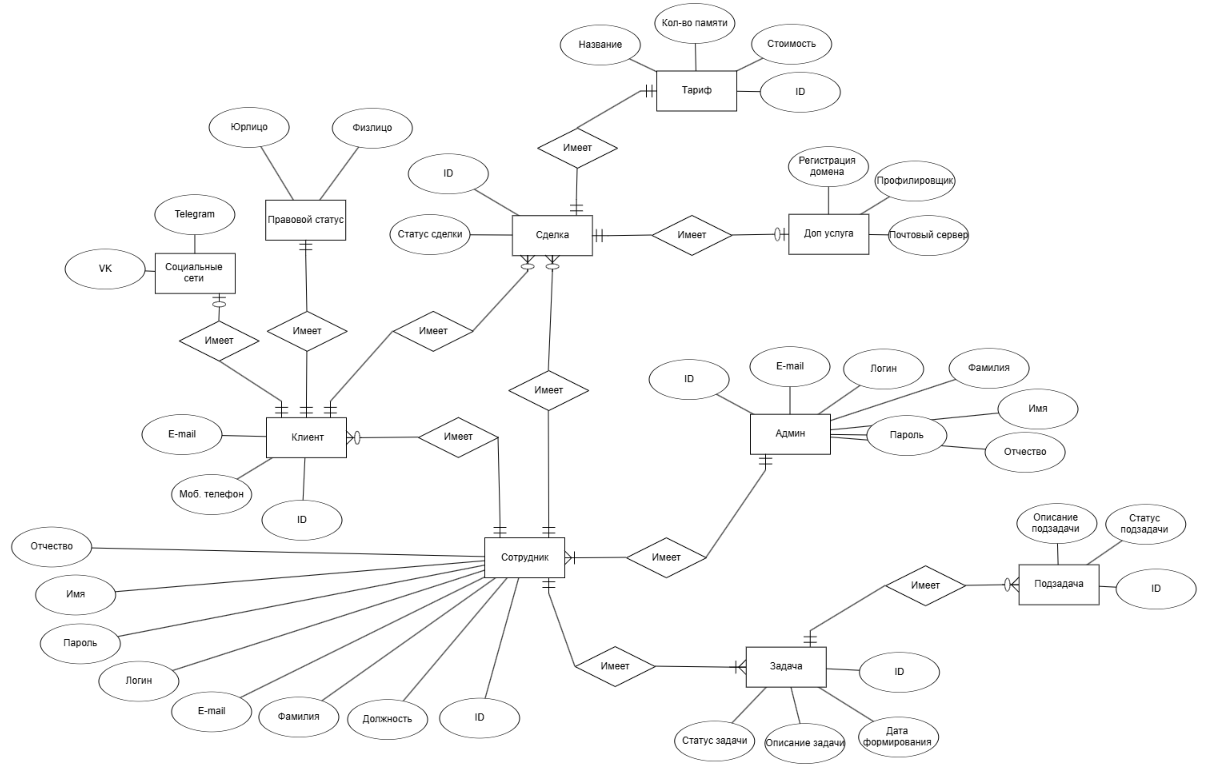 Кол-во памяти
Название
Стоимость
Тариф
ID
Юрлицо
Физлицо
Имеет
ID
Регистрация
домена
Профилировщик
Telegram
Правовой статус
Статус сделки
Сделка
Имеет
Доп услуга
Почтовый сервер
VK
Социальные
сети
Имеет
Имеет
Имеет
Имеет
ID
E-mail
Логин
Фамилия
Имя
E-mail
Клиент
Имеет
Админ
Пароль
Отчество
Моб. телефон
ID
Описание
подзадачи
Статус
подзадачи
Отчество
Сотрудник
Имеет
Имеет
Подзадача
ID
Имя
Пароль
Имеет
Задача
ID
Логин
E-mail
Фамилия
Должность
ID
Статус задачи
Описание задачи
Дата
формирования